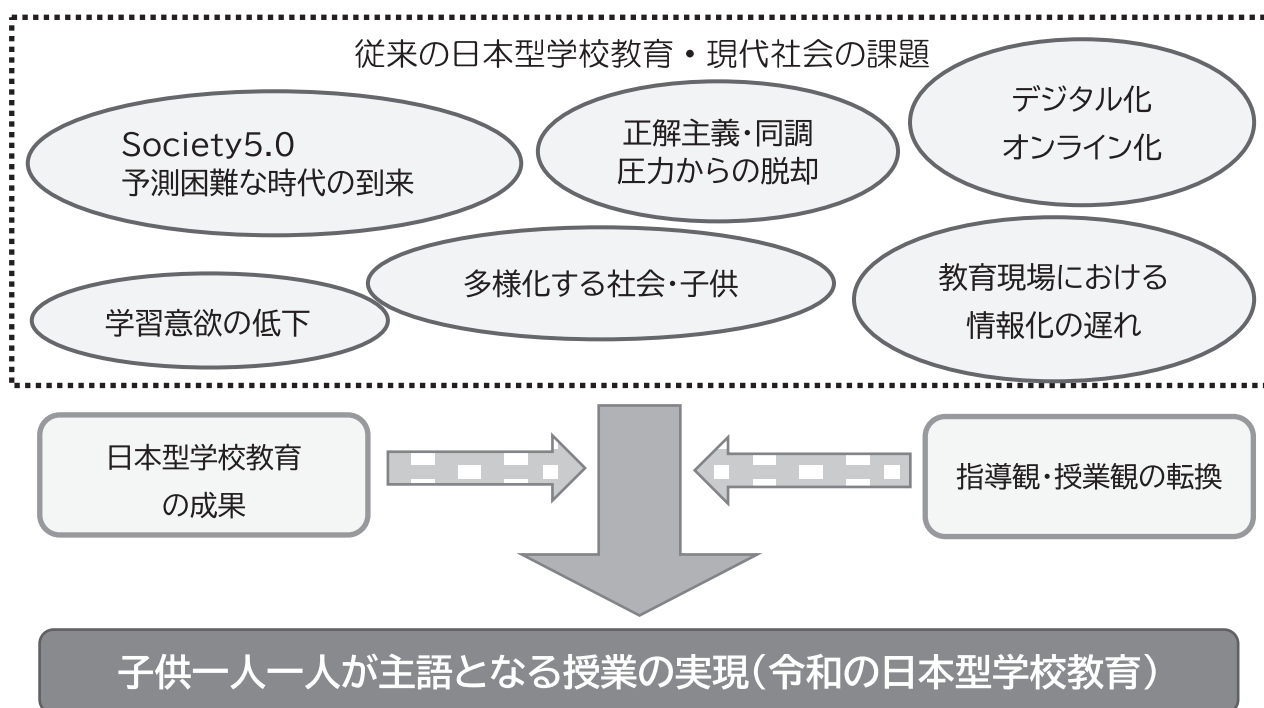 従来の日本型学校教育・現代社会の課題
Society5.0
予測困難な時代の到来
正解主義・同調
圧力からの脱却
デジタル化
オンライン化
学習意欲の低下
多様化する社会・子供
教育現場における
情報化の遅れ
日本型学校教育
の成果
指導観・授業観の転換
子供一人一人が主語となる授業の実現(令和の日本型学校教育)